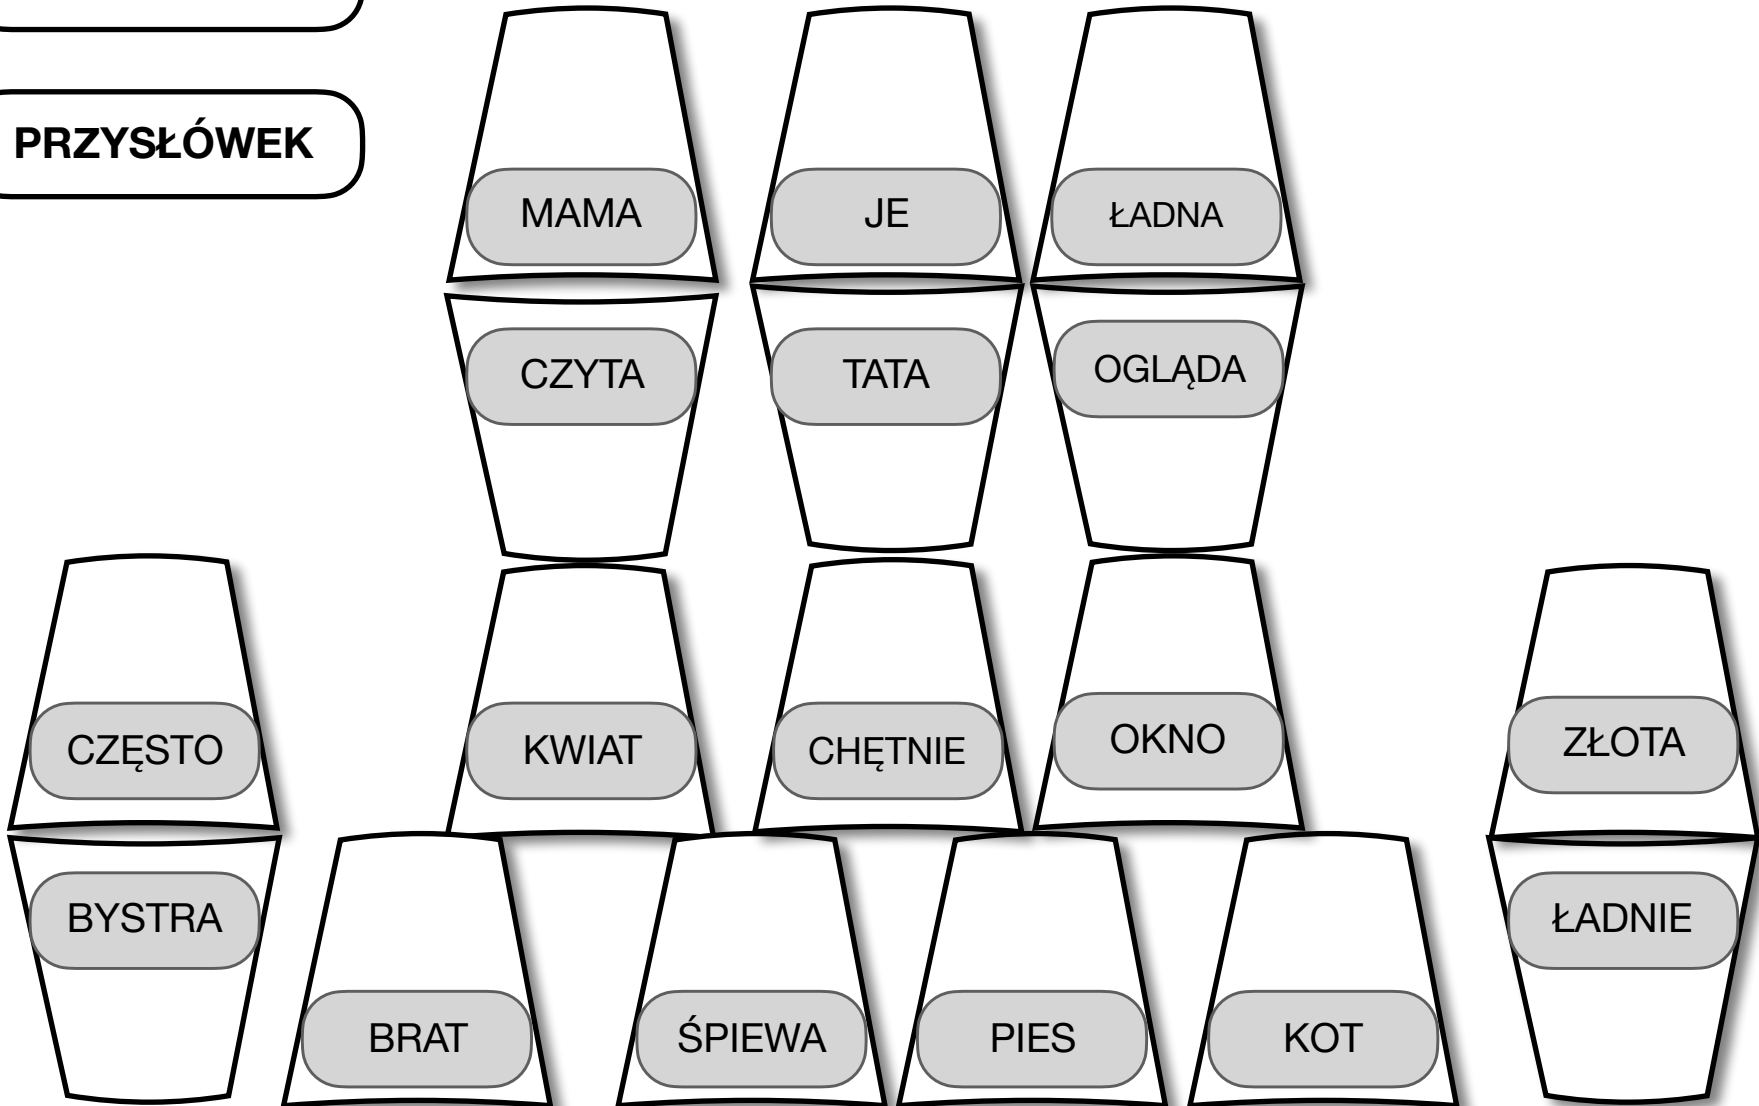 PRZYSŁÓWEK
MAMA
JE
ŁADNA
CZYTA
TATA
OGLĄDA
CZĘSTO
KWIAT
CHĘTNIE
OKNO
ZŁOTA
BYSTRA
ŁADNIE
BRAT
ŚPIEWA
PIES
KOT